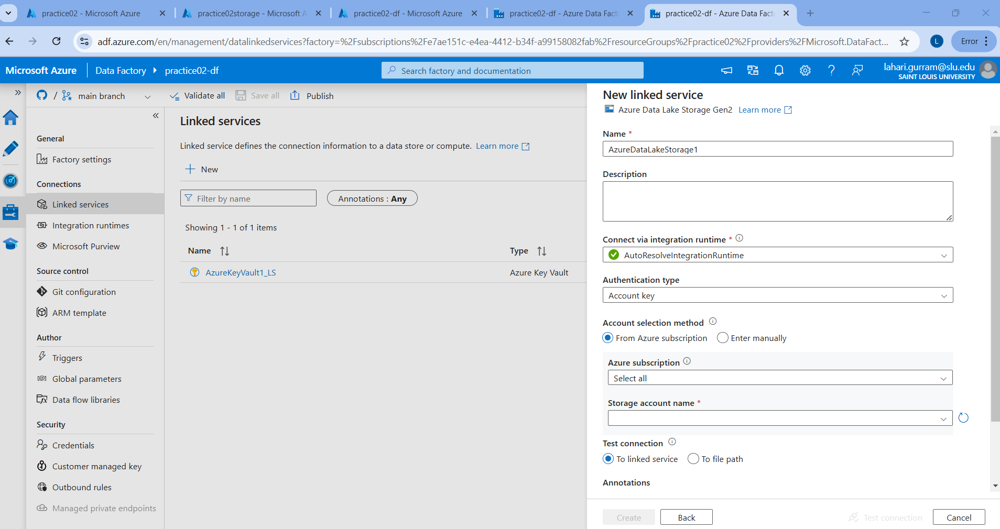 practice02 - Microsoft Azure
practice02storage - Microsoft A
practice02-df - Microsoft Azure
practice02-df - Azure Data Fact
practice02-df - Azure Data Fact
adf.azure.com/en/management/datalinkedservices?factory=%2Fsubscriptions%2Fe7ae151c-e4ea-4412-b34f-a99158082fab%2FresourceGroups%2Fpractice02%2Fproviders%2FMicrosoft.DataFact...
L
Error
Microsoft Azure
Data Factory
practice02-df
Search factory and documentation
lahari.gurram@slu.edu
SAINT LOUIS UNIVERSITY
/
main branch
Validate all
Save all
Publish
General
Factory settings
Connections
Linked services
Integration runtimes
Microsoft Purview
Source control
Git configuration
ARM template
Author
Triggers
Global parameters
Data flow libraries
Security
Credentials
Customer managed key
Outbound rules
Managed private endpoints
Linked services
Linked service defines the connection information to a data store or compute. Learn more
New
Filter by name
Annotations : Any
Showing 1 - 1 of 1 items
Name
Type
AzureKeyVault1_LS
Azure Key Vault
New linked service
Azure Data Lake Storage Gen2 Learn more
Name *
AzureDataLakeStorage1
Description
Connect via integration runtime *
AutoResolveIntegrationRuntime
Authentication type
Account key
Account selection method
From Azure subscription
Enter manually
Azure subscription
Select all
Storage account name *
Test connection
To linked service
To file path
Annotations
Create
Back
Test connection
Cancel